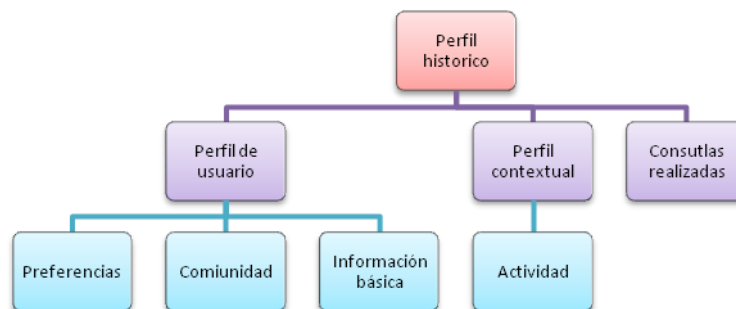 Perfil
historico
Perfil de
usuario
Perfil
contextual
Consutlas
realizadas
Preferencias
Comiunidad
Información
básica
Actividad